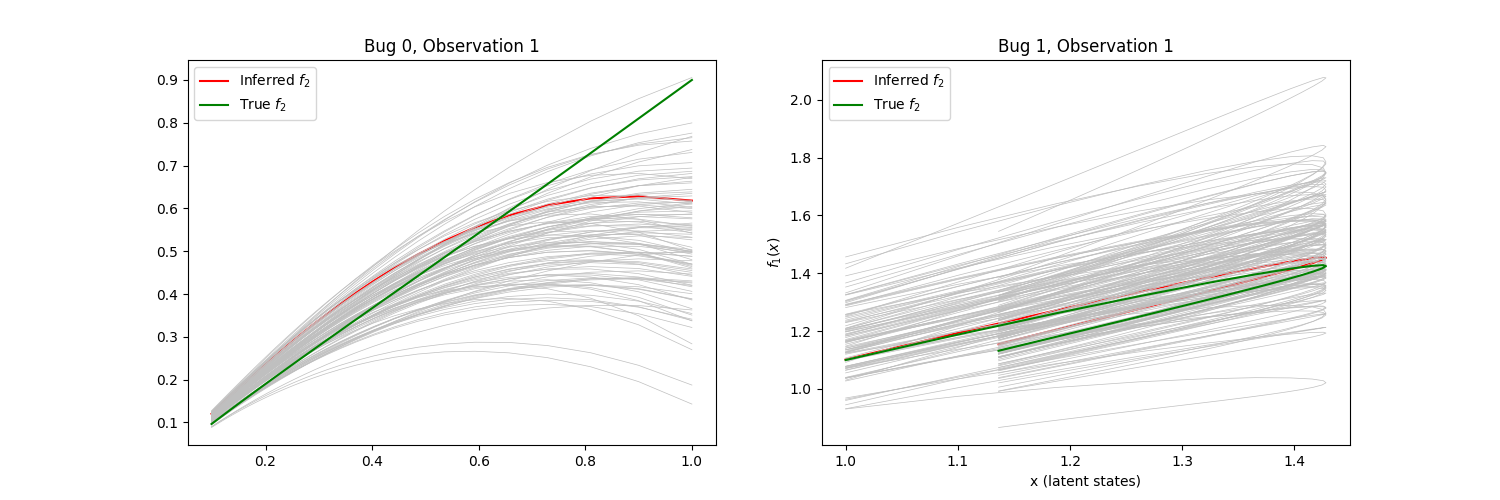 Bug 0, Observation 1
Inferred f₂
True f₂
0.9
0.8
0.7
0.6
0.5
0.4
0.3
0.2
0.1
0.2 0.4 0.6 0.8 1.0
Bug 1, Observation 1
Inferred f₂
True f₂
f₁(x)
2.0
1.8
1.6
1.4
1.2
1.0
1.0 1.1 1.2 1.3 1.4
x (latent states)